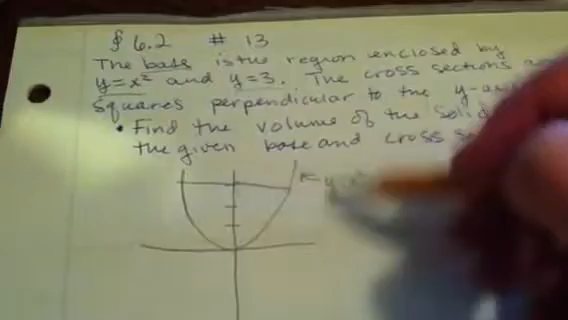 § 6.2 # 13
The base is the region enclosed by
y=x² and y=3. The cross sections
squares perpendicular to the
• Find the volume of the solid
the given base and cross